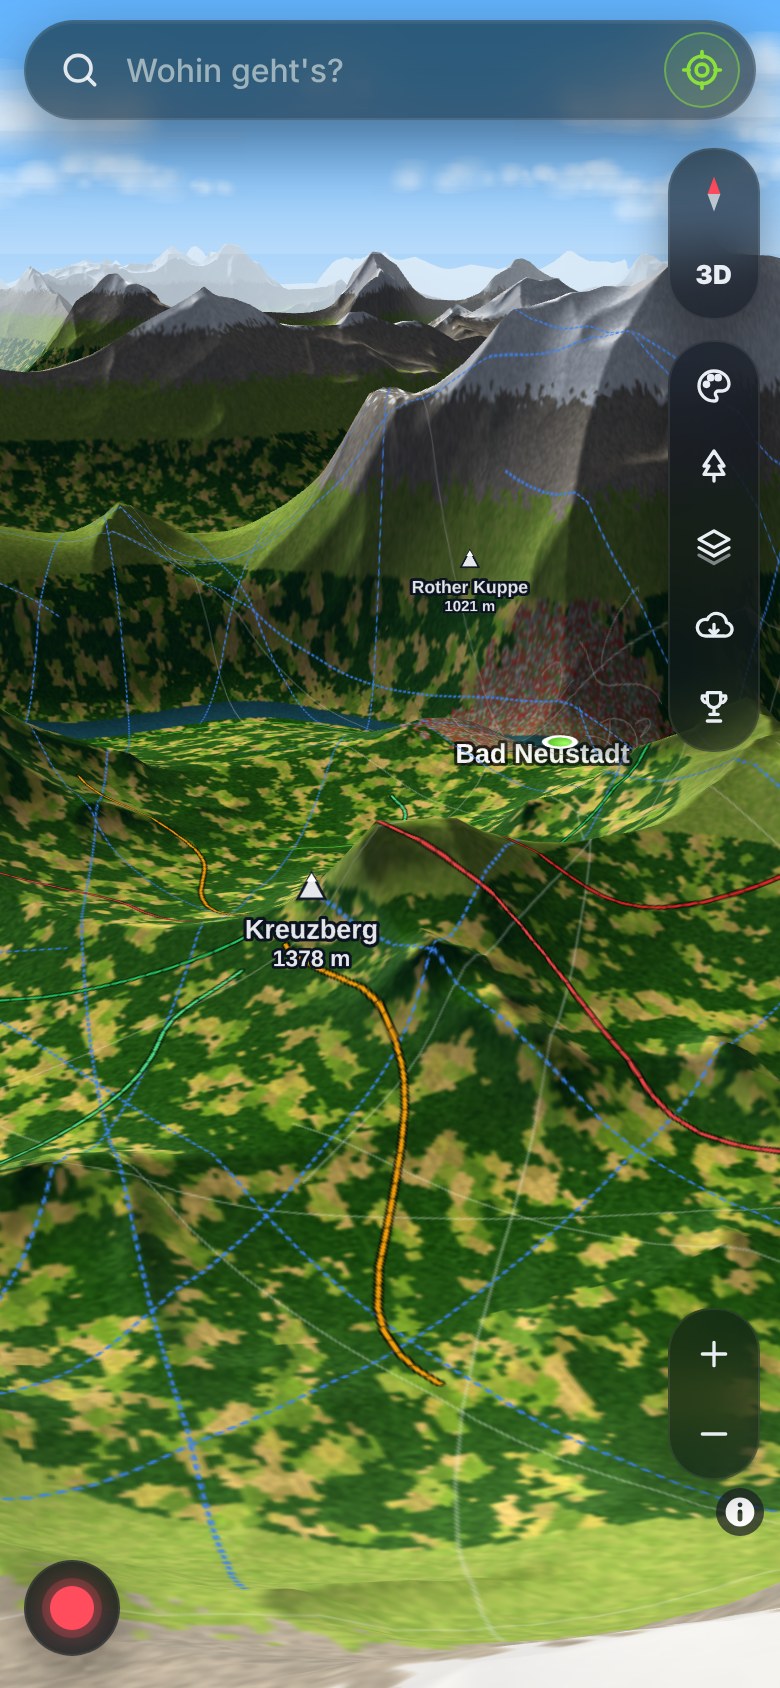 Wohin geht's?
3D
Rother Kuppe
1021 m
Bad Neustadt
Kreuzberg
1378 m